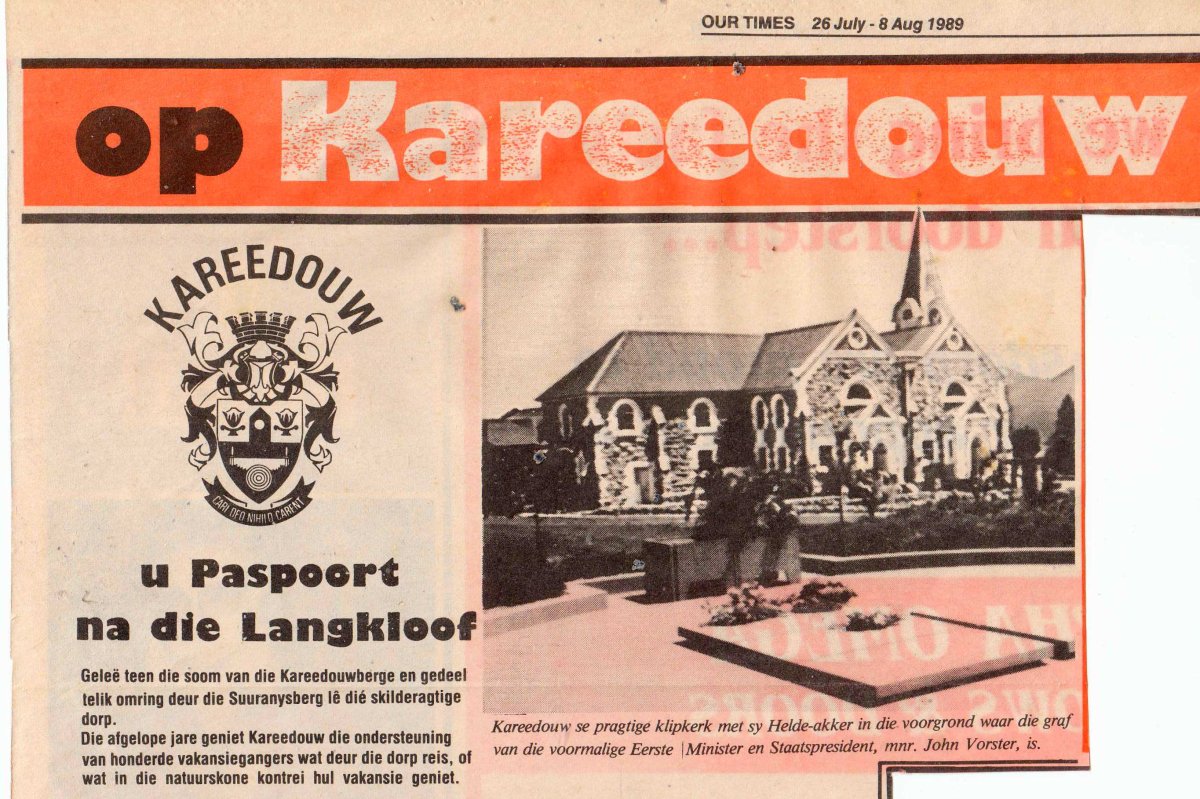 OUR TIMES 26 July - 8 Aug 1989
op Kareedouw
KAREEDOUW
CARI DEO NIHILO CARENT
u Paspoort
na die Langkloof
Geleë teen die soom van die Kareedouwberge en gedeel
telik omring deur die Suuranysberg lê dié skilderagtige
dorp.
Die afgelope jare geniet Kareedouw die ondersteuning
van honderde vakansiegangers wat deur die dorp reis, of
wat in die natuurskone kontrei hul vakansie geniet.
Kareedouw se pragtige klipkerk met sy Helde-akker in die voorgrond waar die graf
van die voormalige Eerste Minister en Staatspresident, mnr. John Vorster, is.